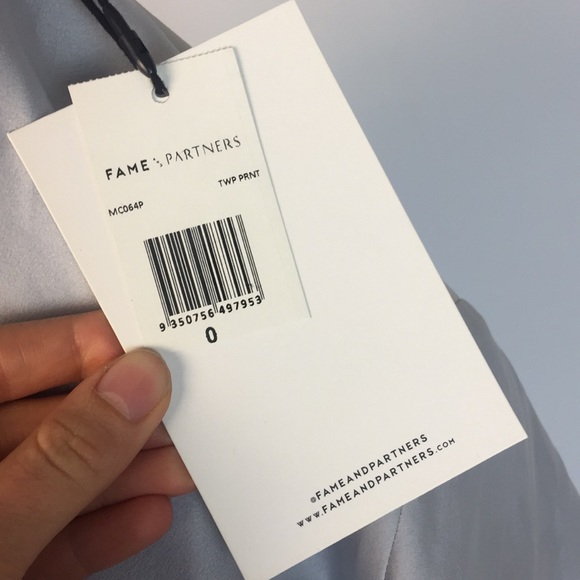 FAME & PARTNERS
TWP PRNT
MC064P
9 350756 497953
0
@FAMEANDPARTNERS
WWW.FAMEANDPARTNERS.COM